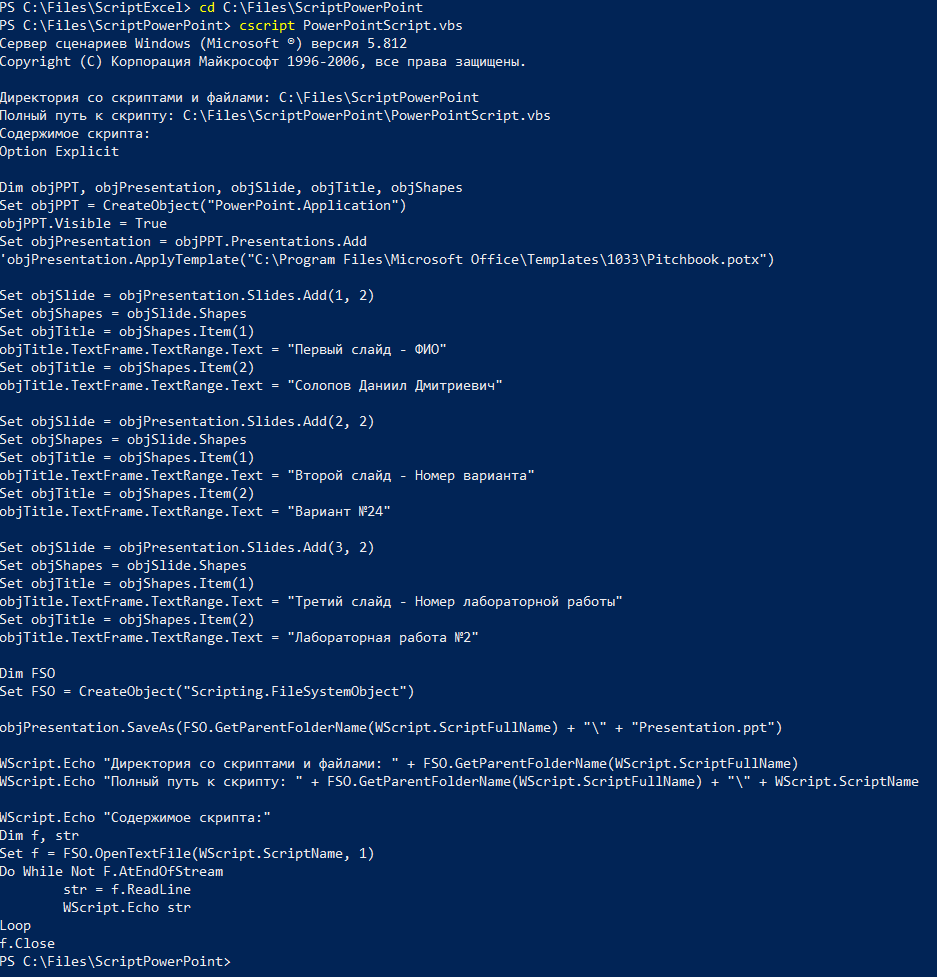 PS C:\Files\ScriptExcel> cd C:\Files\ScriptPowerPoint
PS C:\Files\ScriptPowerPoint> cscript PowerPointScript.vbs
Сервер сценариев Windows (Microsoft ®) версия 5.812
Copyright (C) Корпорация Майкрософт 1996-2006, все права защищены.

Директория со скриптами и файлами: C:\Files\ScriptPowerPoint
Полный путь к скрипту: C:\Files\ScriptPowerPoint\PowerPointScript.vbs
Содержимое скрипта:
Option Explicit

Dim objPPT, objPresentation, objSlide, objTitle, objShapes
Set objPPT = CreateObject("PowerPoint.Application")
objPPT.Visible = True
Set objPresentation = objPPT.Presentations.Add
'objPresentation.ApplyTemplate("C:\Program Files\Microsoft Office\Templates\1033\Pitchbook.potx")

Set objSlide = objPresentation.Slides.Add(1, 2)
Set objShapes = objSlide.Shapes
Set objTitle = objShapes.Item(1)
objTitle.TextFrame.TextRange.Text = "Первый слайд - ФИО"
Set objTitle = objShapes.Item(2)
objTitle.TextFrame.TextRange.Text = "Солопов Даниил Дмитриевич"

Set objSlide = objPresentation.Slides.Add(2, 2)
Set objShapes = objSlide.Shapes
Set objTitle = objShapes.Item(1)
objTitle.TextFrame.TextRange.Text = "Второй слайд - Номер варианта"
Set objTitle = objShapes.Item(2)
objTitle.TextFrame.TextRange.Text = "Вариант №24"

Set objSlide = objPresentation.Slides.Add(3, 2)
Set objShapes = objSlide.Shapes
Set objTitle = objShapes.Item(1)
objTitle.TextFrame.TextRange.Text = "Третий слайд - Номер лабораторной работы"
Set objTitle = objShapes.Item(2)
objTitle.TextFrame.TextRange.Text = "Лабораторная работа №2"

Dim FSO
Set FSO = CreateObject("Scripting.FileSystemObject")

objPresentation.SaveAs(FSO.GetParentFolderName(WScript.ScriptFullName) + "\" + "Presentation.ppt")

WScript.Echo "Директория со скриптами и файлами: " + FSO.GetParentFolderName(WScript.ScriptFullName)
WScript.Echo "Полный путь к скрипту: " + FSO.GetParentFolderName(WScript.ScriptFullName) + "\" + WScript.ScriptName

WScript.Echo "Содержимое скрипта:"
Dim f, str
Set f = FSO.OpenTextFile(WScript.ScriptName, 1)
Do While Not F.AtEndOfStream
        str = f.ReadLine
        WScript.Echo str
Loop
f.Close
PS C:\Files\ScriptPowerPoint>